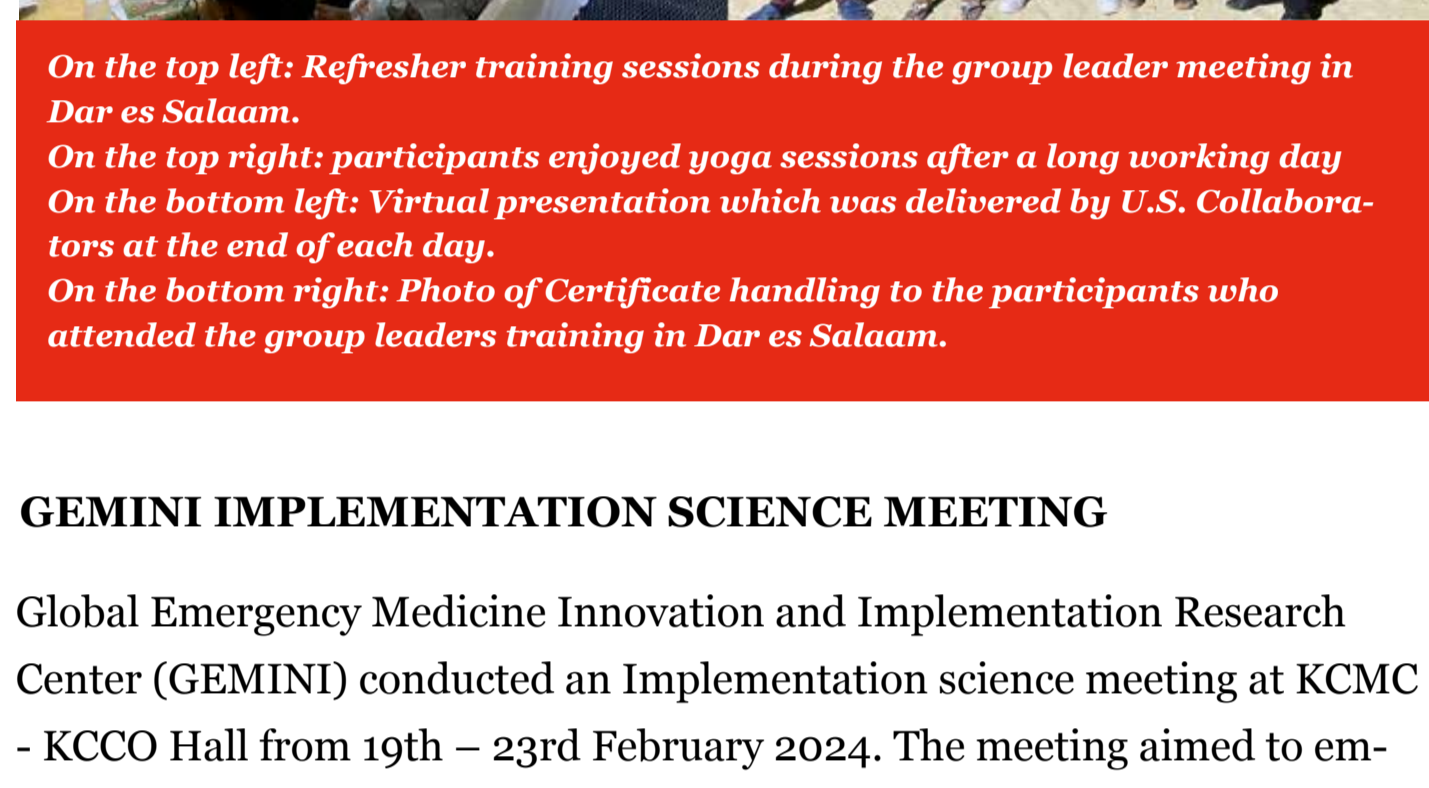 On the top left: Refresher training sessions during the group leader meeting in
Dar es Salaam.
On the top right: participants enjoyed yoga sessions after a long working day
On the bottom left: Virtual presentation which was delivered by U.S. Collabora-
tors at the end of each day.
On the bottom right: Photo of Certificate handling to the participants who
attended the group leaders training in Dar es Salaam.
GEMINI IMPLEMENTATION SCIENCE MEETING
Global Emergency Medicine Innovation and Implementation Research
Center (GEMINI) conducted an Implementation science meeting at KCMC
- KCCO Hall from 19th – 23rd February 2024. The meeting aimed to em-